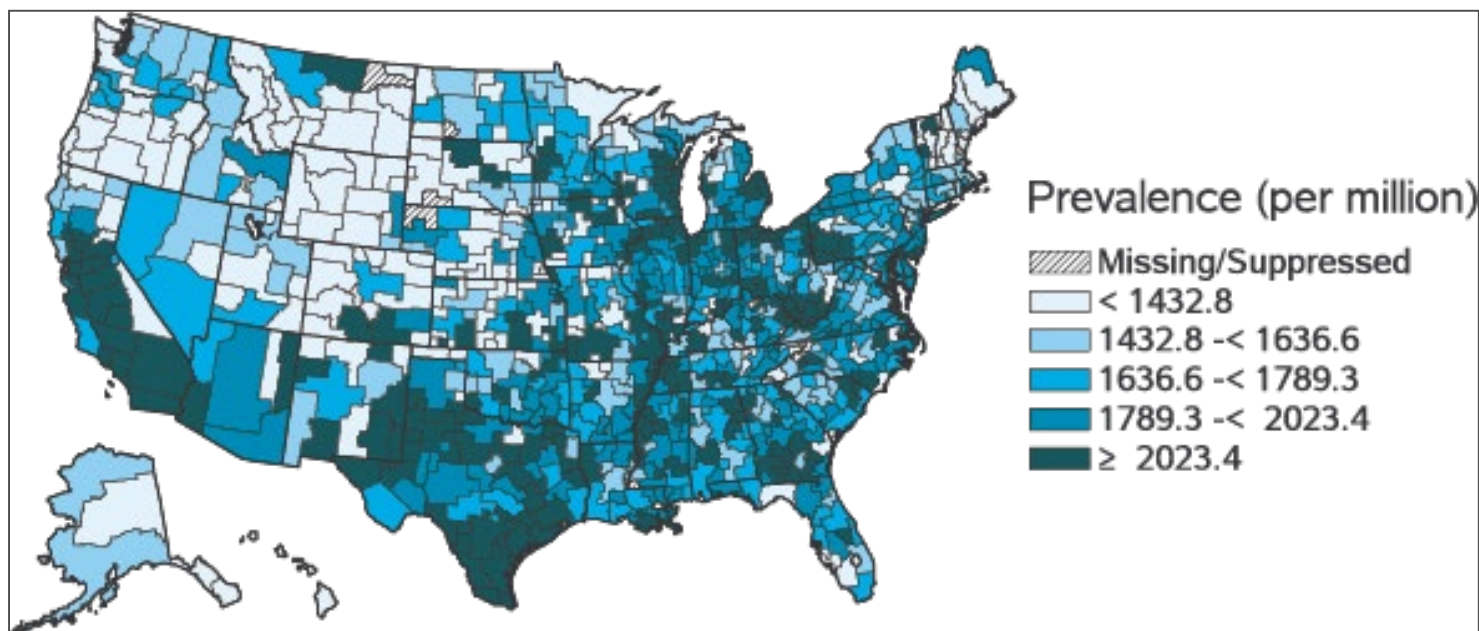 Prevalence (per million)
Missing/Suppressed
< 1432.8
1432.8 -< 1636.6
1636.6 -< 1789.3
1789.3 -< 2023.4
≥ 2023.4